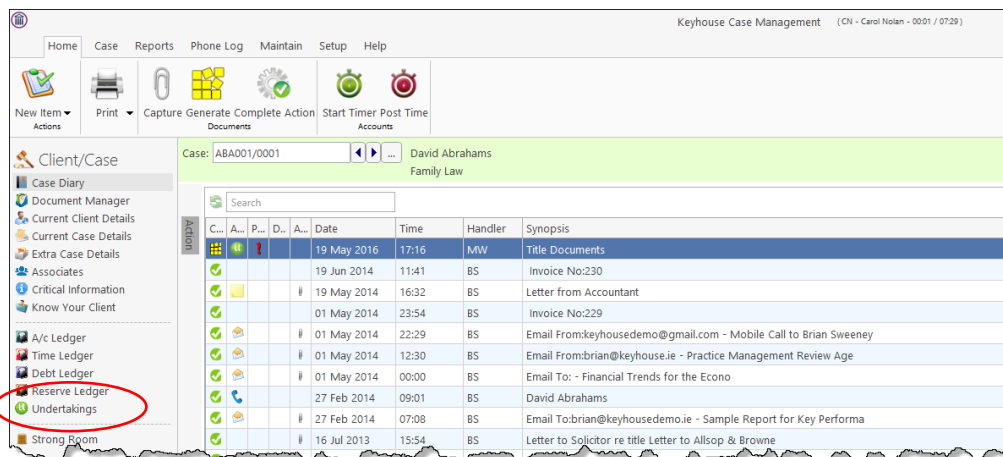 Keyhouse Case Management (CN - Carol Nolan - 00:01 / 07:29)
Home Case Reports Phone Log Maintain Setup Help
New Item Print Capture Generate Complete Action Start Timer Post Time
Actions Documents Accounts
Client/Case
Case Diary
Document Manager
Current Client Details
Current Case Details
Extra Case Details
Associates
Critical Information
Know Your Client
A/c Ledger
Time Ledger
Debt Ledger
Reserve Ledger
Undertakings
Strong Room
Case: ABA001/0001 ... David Abrahams
Family Law
Action
Search
C... A... P... D.. A... Date Time Handler Synopsis
19 May 2016 17:16 MW Title Documents
19 Jun 2014 11:41 BS Invoice No:230
19 May 2014 16:32 BS Letter from Accountant
01 May 2014 23:54 BS Invoice No:229
01 May 2014 22:29 BS Email From:keyhousedemo@gmail.com - Mobile Call to Brian Sweeney
01 May 2014 12:30 BS Email From:brian@keyhouse.ie - Practice Management Review Age
01 May 2014 00:00 BS Email To: - Financial Trends for the Econo
27 Feb 2014 09:01 BS David Abrahams
27 Feb 2014 07:08 BS Email To:brian@keyhousedemo.ie - Sample Report for Key Performa
16 Jul 2013 15:54 BS Letter to Solicitor re title Letter to Allsop & Browne